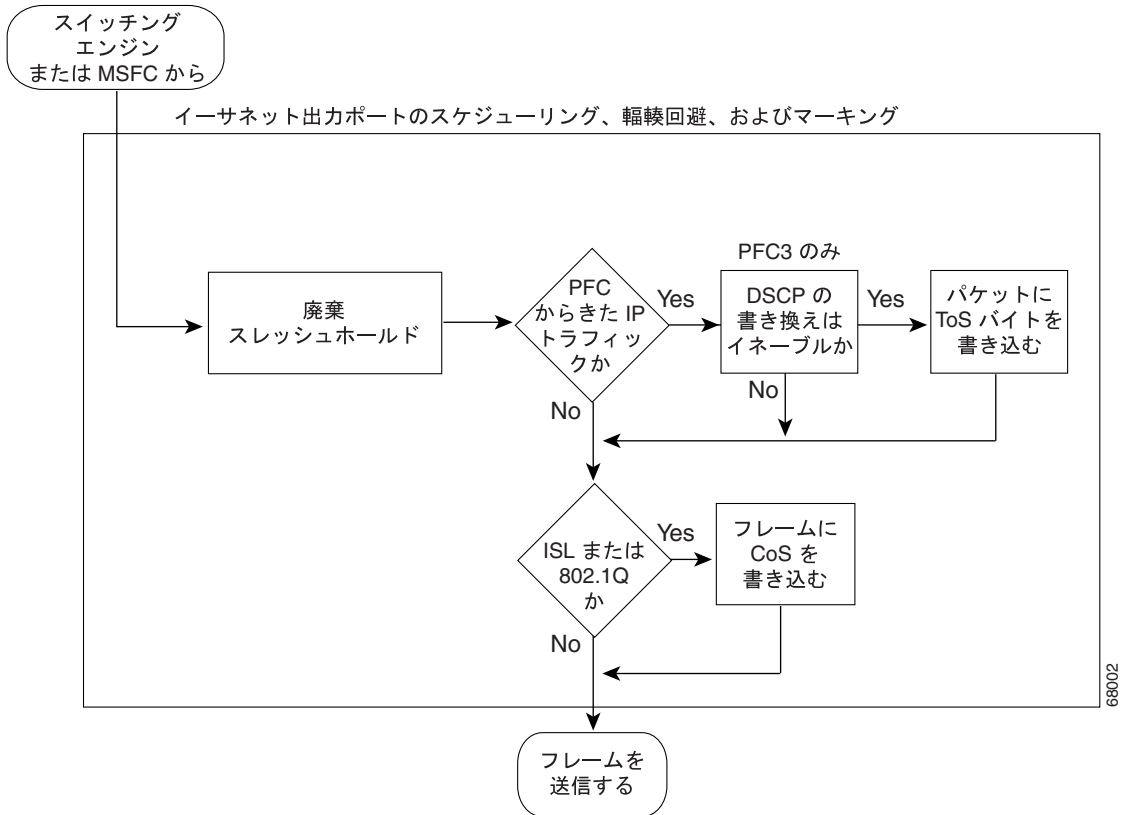 スイッチング
エンジン
または MSFC から
イーサネット出力ポートのスケジューリング、輻輳回避、およびマーキング
廃棄
スレッシュホールド
PFC
からきた IP
トラフィッ
クか
Yes
No
PFC3 のみ
DSCP の
書き換えは
イネーブルか
Yes
No
パケットに
ToS バイトを
書き込む
ISL または
802.1Q
か
Yes
No
フレームに
CoS を
書き込む
フレームを
送信する
68002